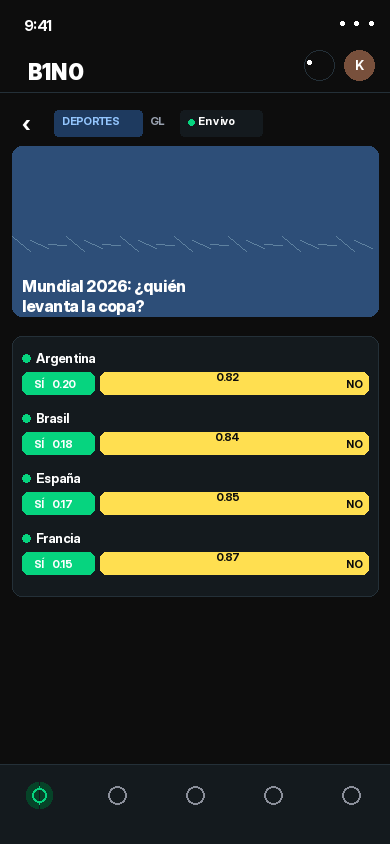 9:41
B1N0
K
DEPORTES
GL
En vivo
Mundial 2026: ¿quién
levanta la copa?
Argentina
SÍ 0.20
0.82
NO
Brasil
SÍ 0.18
0.84
NO
España
SÍ 0.17
0.85
NO
Francia
SÍ 0.15
0.87
NO